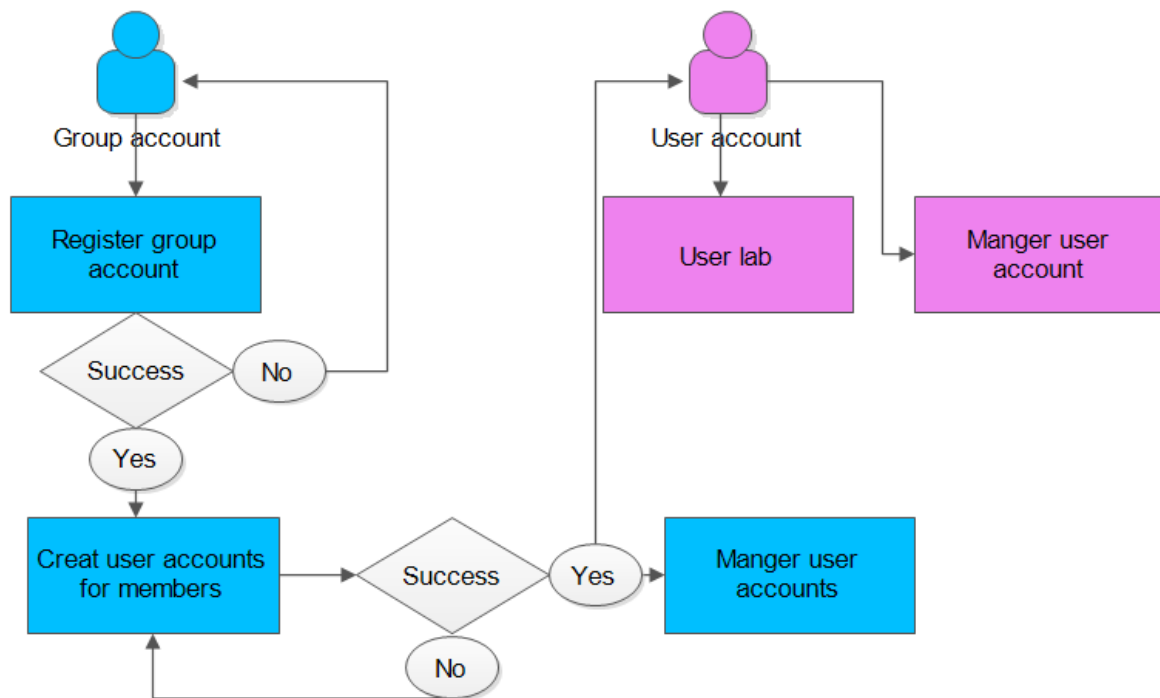 Group account
User account
Register group
account
User lab
Manger user
account
Success
No
Yes
Creat user accounts
for members
Success
Yes
Manger user
accounts
No